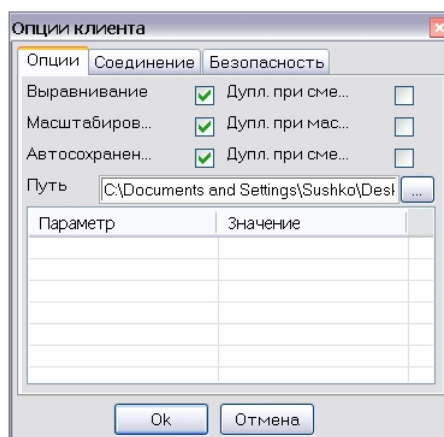 Опции клиента
Опции Соединение Безопасность
Выравнивание Дупл. при сме...
Масштабиров... Дупл. при мас...
Автосохранен... Дупл. при сме...
Путь C:\Documents and Settings\Sushko\Desk ...
Параметр Значение
Ok Отмена